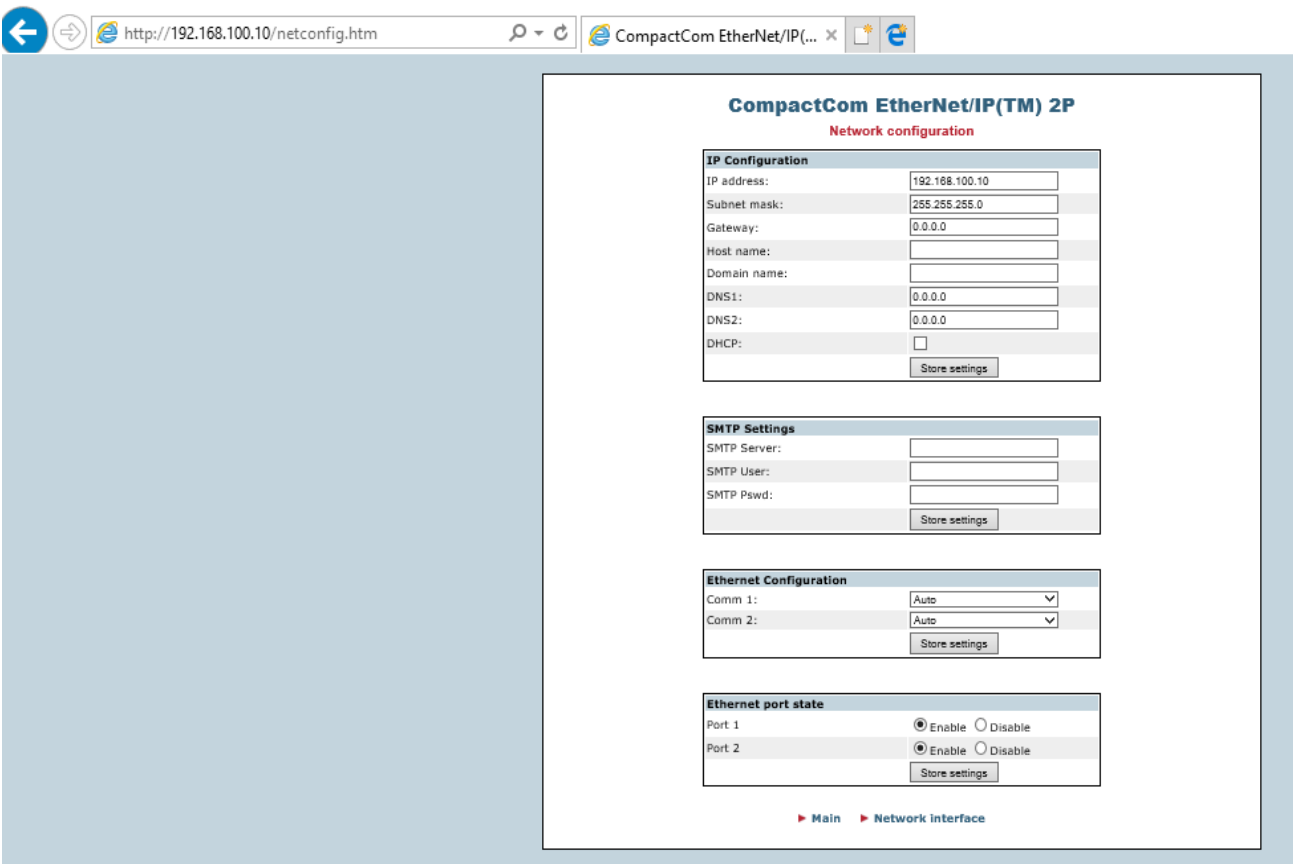 http://192.168.100.10/netconfig.htm
CompactCom EtherNet/IP(...
CompactCom EtherNet/IP(TM) 2P
Network configuration
IP Configuration
IP address: 192.168.100.10
Subnet mask: 255.255.255.0
Gateway: 0.0.0.0
Host name:
Domain name:
DNS1: 0.0.0.0
DNS2: 0.0.0.0
DHCP:
Store settings
SMTP Settings
SMTP Server:
SMTP User:
SMTP Pswd:
Store settings
Ethernet Configuration
Comm 1: Auto
Comm 2: Auto
Store settings
Ethernet port state
Port 1 Enable Disable
Port 2 Enable Disable
Store settings
Main Network interface